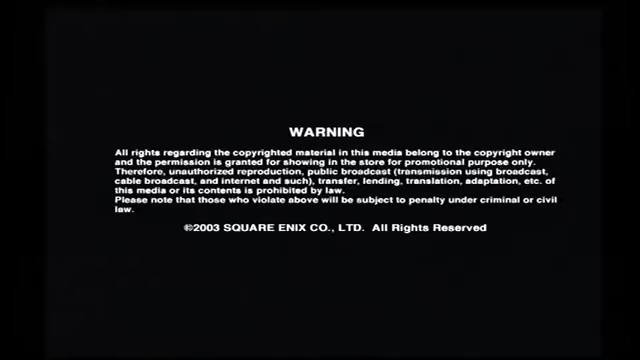 WARNING
All rights regarding the copyrighted material in this media belong to the copyright owner
and the permission is granted for showing in the store for promotional purpose only.
Therefore, unauthorized reproduction, public broadcast (transmission using broadcast,
cable broadcast, and internet and such), transfer, lending, translation, adaptation, etc. of
this media or its contents is prohibited by law.
Please note that those who violate above will be subject to penalty under criminal or civil
law.
©2003 SQUARE ENIX CO., LTD.  All Rights Reserved